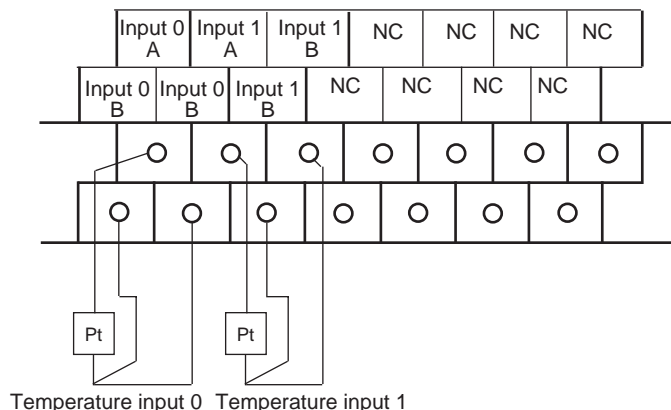 Input 0 A Input 1 A Input 1 B NC NC NC NC
Input 0 B Input 0 B Input 1 B NC NC NC NC
Pt Pt
Temperature input 0 Temperature input 1